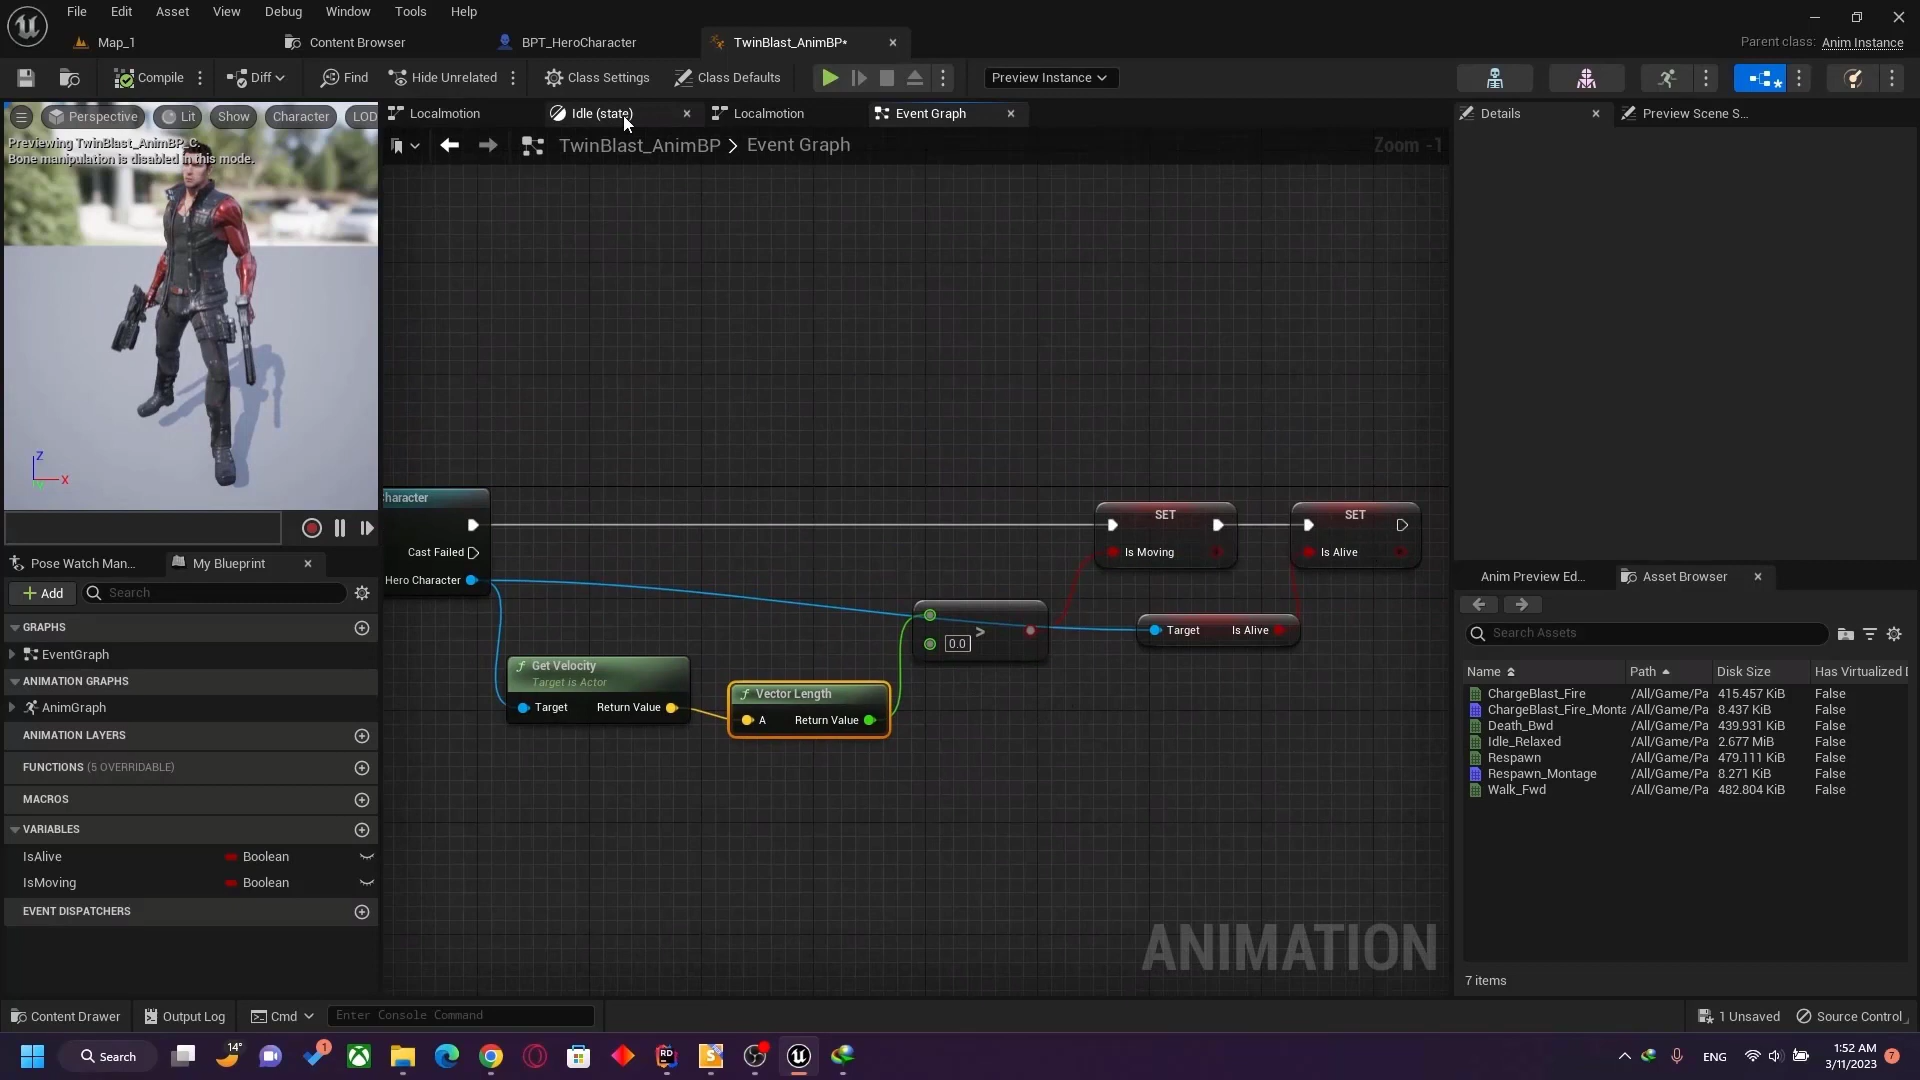 File Edit Asset View Debug Window Tools Help
Map_1 Content Browser BPT_HeroCharacter TwinBlast_AnimBP* Parent class: Anim Instance
Compile Diff Find Hide Unrelated Class Settings Class Defaults Preview Instance
Perspective Lit Show Character LOD
Previewing TwinBlast_AnimBP_C.
Bone manipulation is disabled in this mode.
Z
X
Localmotion Idle (state) Localmotion Event Graph
TwinBlast_AnimBP > Event Graph Zoom -1
haracter
Cast Failed
Hero Character
SET
Is Moving
SET
Is Alive
0.0 >
Target Is Alive
f Get Velocity
Target is Actor
Target Return Value
f Vector Length
A Return Value
ANIMATION
Pose Watch Man... My Blueprint
+ Add Search
GRAPHS
EventGraph
ANIMATION GRAPHS
AnimGraph
ANIMATION LAYERS
FUNCTIONS (5 OVERRIDABLE)
MACROS
VARIABLES
IsAlive Boolean
IsMoving Boolean
EVENT DISPATCHERS
Details Preview Scene S...
Anim Preview Ed... Asset Browser
Search Assets
Name Path Disk Size Has Virtualized
ChargeBlast_Fire /All/Game/Pa 415.457 KiB False
ChargeBlast_Fire_Monta /All/Game/Pa 8.437 KiB False
Death_Bwd /All/Game/Pa 439.931 KiB False
Idle_Relaxed /All/Game/Pa 2.677 MiB False
Respawn /All/Game/Pa 479.111 KiB False
Respawn_Montage /All/Game/Pa 8.271 KiB False
Walk_Fwd /All/Game/Pa 482.804 KiB False
7 items
Content Drawer Output Log Cmd Enter Console Command 1 Unsaved Source Control
Search 14° 1 RD S ENG 1:52 AM 7
3/11/2023